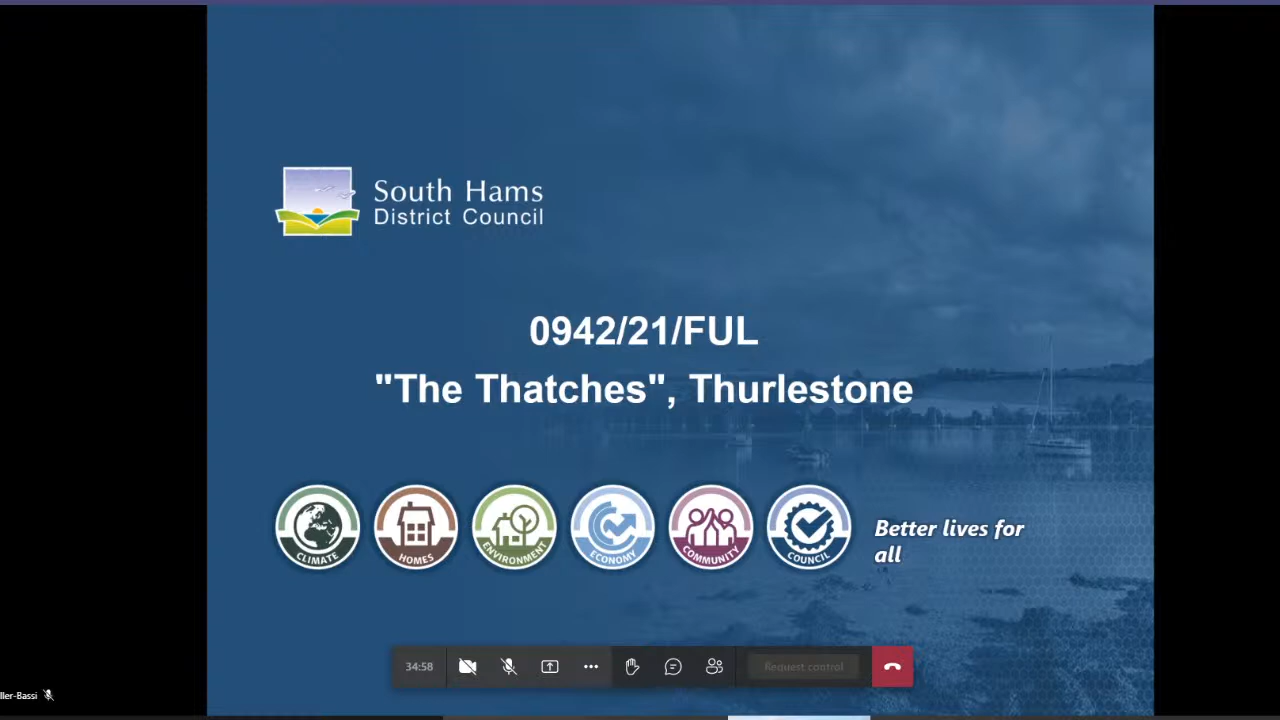 South Hams
District Council
0942/21/FUL
"The Thatches", Thurlestone
CLIMATE
HOMES
ENVIRONMENT
ECONOMY
COMMUNITY
COUNCIL
Better lives for
all
34:58
Request control
ller-Bassi